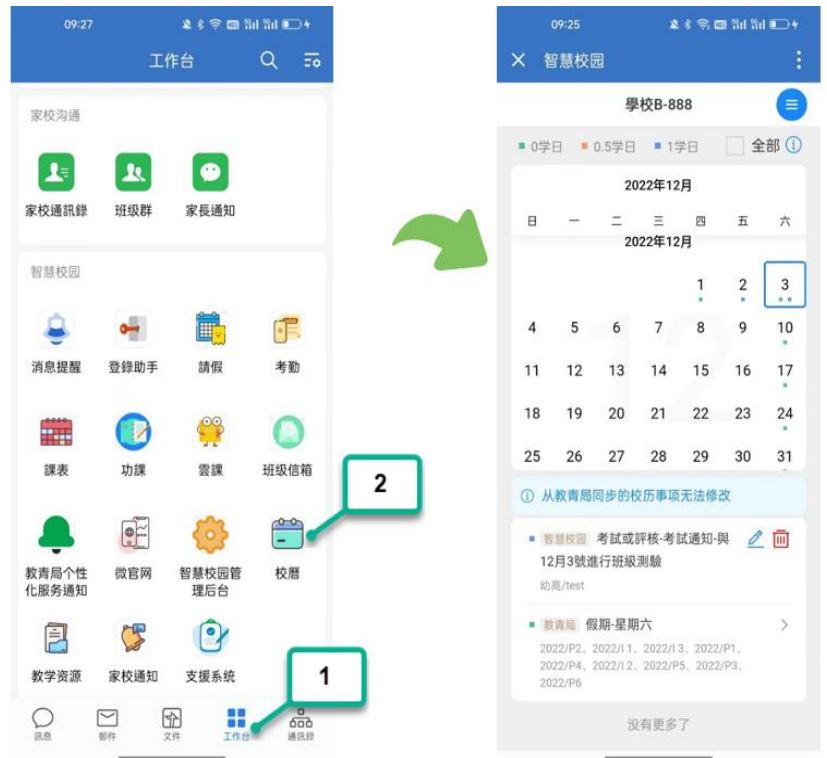 09:27
工作台
家校沟通
家校通訊錄 班级群 家長通知
智慧校园
消息提醒 登錄助手 請假 考勤
課表 功課 雲課 班级信箱
2
教青局个性化服务通知 微官网 智慧校园管理后台 校曆
教学资源 家校通知 支援系统
1
訊息 邮件 文件 工作台 通訊錄
09:25
智慧校园
學校B-888
0学日 0.5学日 1学日 全部
2022年12月
日 一 二 三 四 五 六
2022年12月
1 2 3
4 5 6 7 8 9 10
11 12 13 14 15 16 17
18 19 20 21 22 23 24
25 26 27 28 29 30 31
12
从教青局同步的校历事项无法修改
智慧校园 考試或評核-考試通知-與
12月3號進行班級測驗
幼高/test
教青局 假期-星期六
2022/P2、2022/I1、2022/I3、2022/P1、
2022/P4、2022/I2、2022/P5、2022/P3、
2022/P6
没有更多了